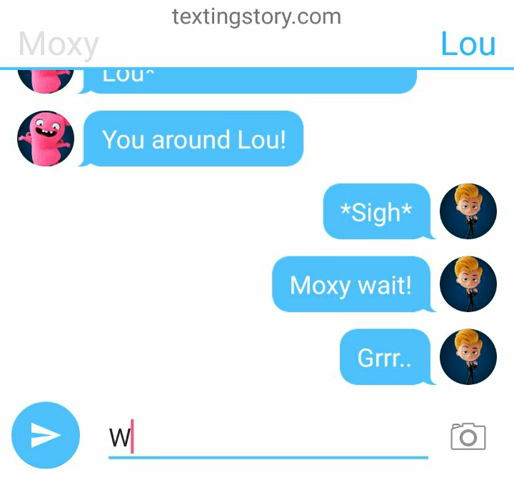 textingstory.com
Moxy
Lou
Lou*
You around Lou!
*Sigh*
Moxy wait!
Grrr..
W